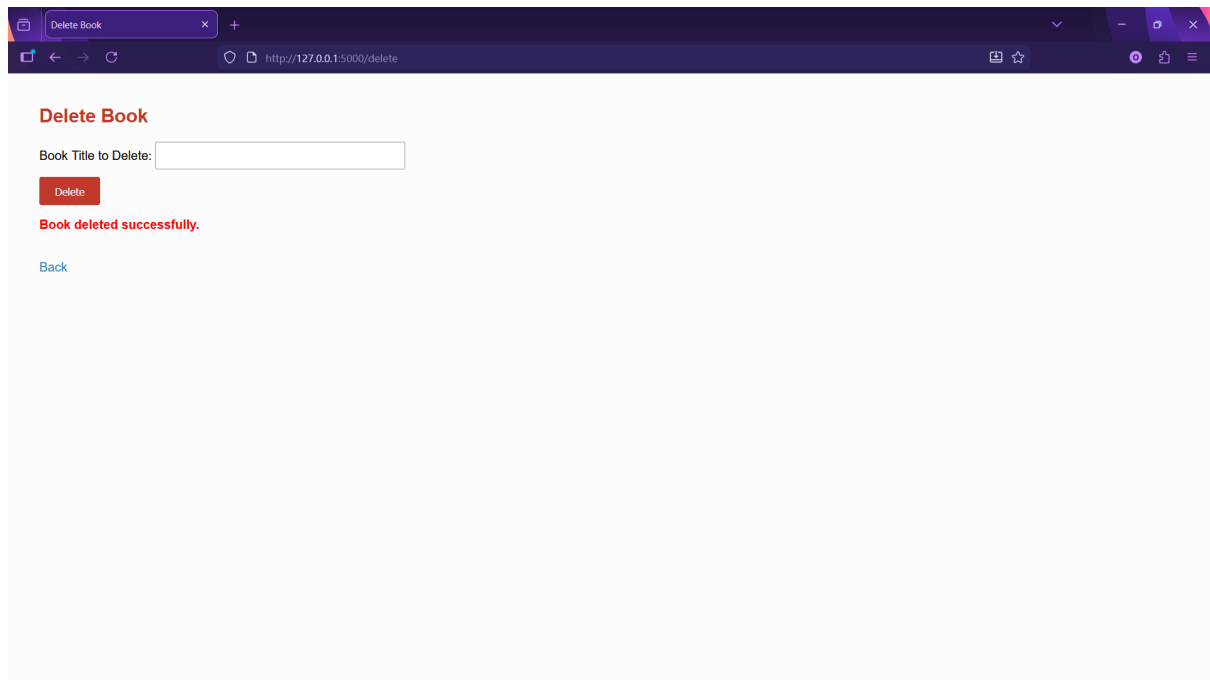 Delete Book
http://127.0.0.1:5000/delete
Delete Book
Book Title to Delete:
Delete
Book deleted successfully.
Back